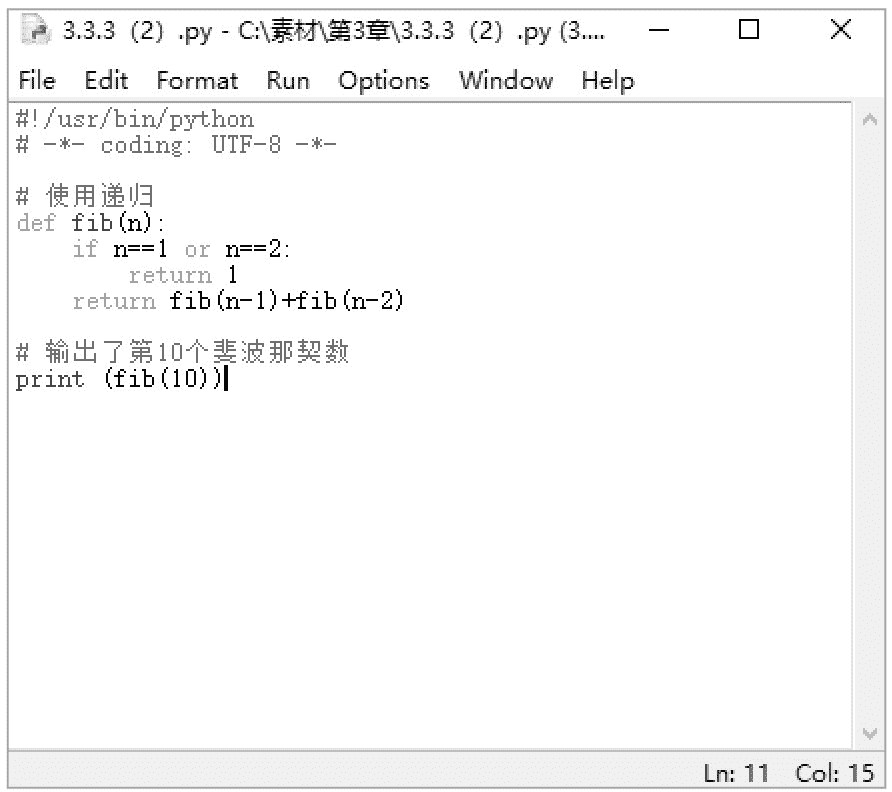 3.3.3（2）.py - C:\素材\第3章\3.3.3（2）.py (3....
File Edit Format Run Options Window Help
#!/usr/bin/python
# -*- coding: UTF-8 -*-
# 使用递归
def fib(n):
    if n==1 or n==2:
        return 1
    return fib(n-1)+fib(n-2)
# 输出了第10个斐波那契数
print (fib(10))
Ln: 11 Col: 15